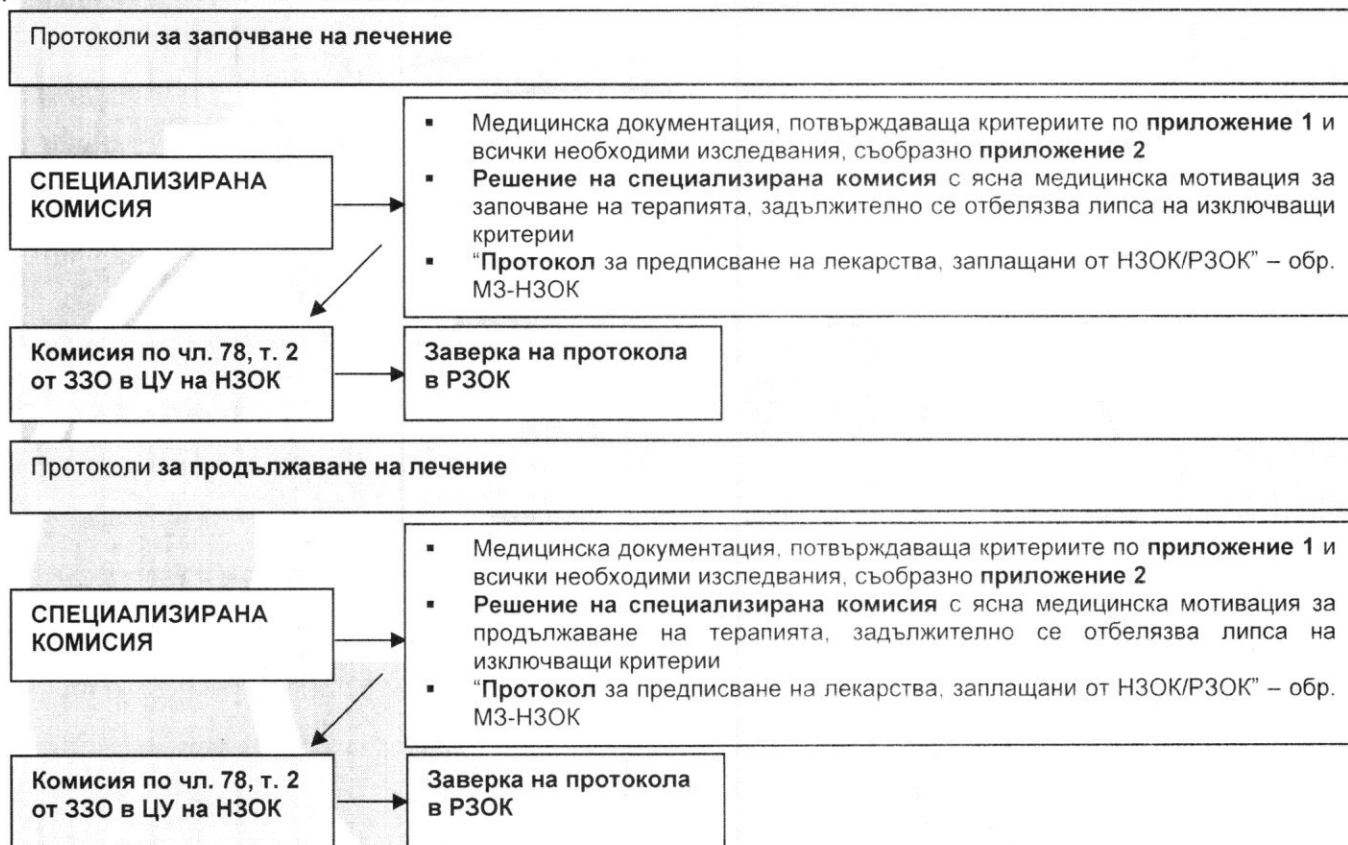 Протоколи за започване на лечение
СПЕЦИАЛИЗИРАНА
КОМИСИЯ
▪ Медицинска документация, потвърждаваща критериите по приложение 1 и
всички необходими изследвания, съобразно приложение 2
▪ Решение на специализирана комисия с ясна медицинска мотивация за
започване на терапията, задължително се отбелязва липса на изключващи
критерии
▪ “Протокол за предписване на лекарства, заплащани от НЗОК/РЗОК” – обр.
МЗ-НЗОК
Комисия по чл. 78, т. 2
от ЗЗО в ЦУ на НЗОК
Заверка на протокола
в РЗОК
Протоколи за продължаване на лечение
СПЕЦИАЛИЗИРАНА
КОМИСИЯ
▪ Медицинска документация, потвърждаваща критериите по приложение 1 и
всички необходими изследвания, съобразно приложение 2
▪ Решение на специализирана комисия с ясна медицинска мотивация за
продължаване на терапията, задължително се отбелязва липса на
изключващи критерии
▪ “Протокол за предписване на лекарства, заплащани от НЗОК/РЗОК” – обр.
МЗ-НЗОК
Комисия по чл. 78, т. 2
от ЗЗО в ЦУ на НЗОК
Заверка на протокола
в РЗОК